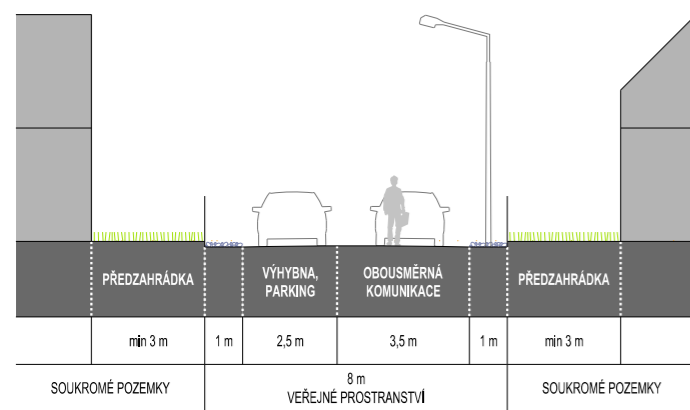 PŘEDZAHRÁDKA
VÝHYBNA,
PARKING
OBOUSMĚRNÁ
KOMUNIKACE
PŘEDZAHRÁDKA
min 3 m
1 m
2,5 m
3,5 m
1 m
min 3 m
SOUKROMÉ POZEMKY
8 m
VEŘEJNÉ PROSTRANSTVÍ
SOUKROMÉ POZEMKY